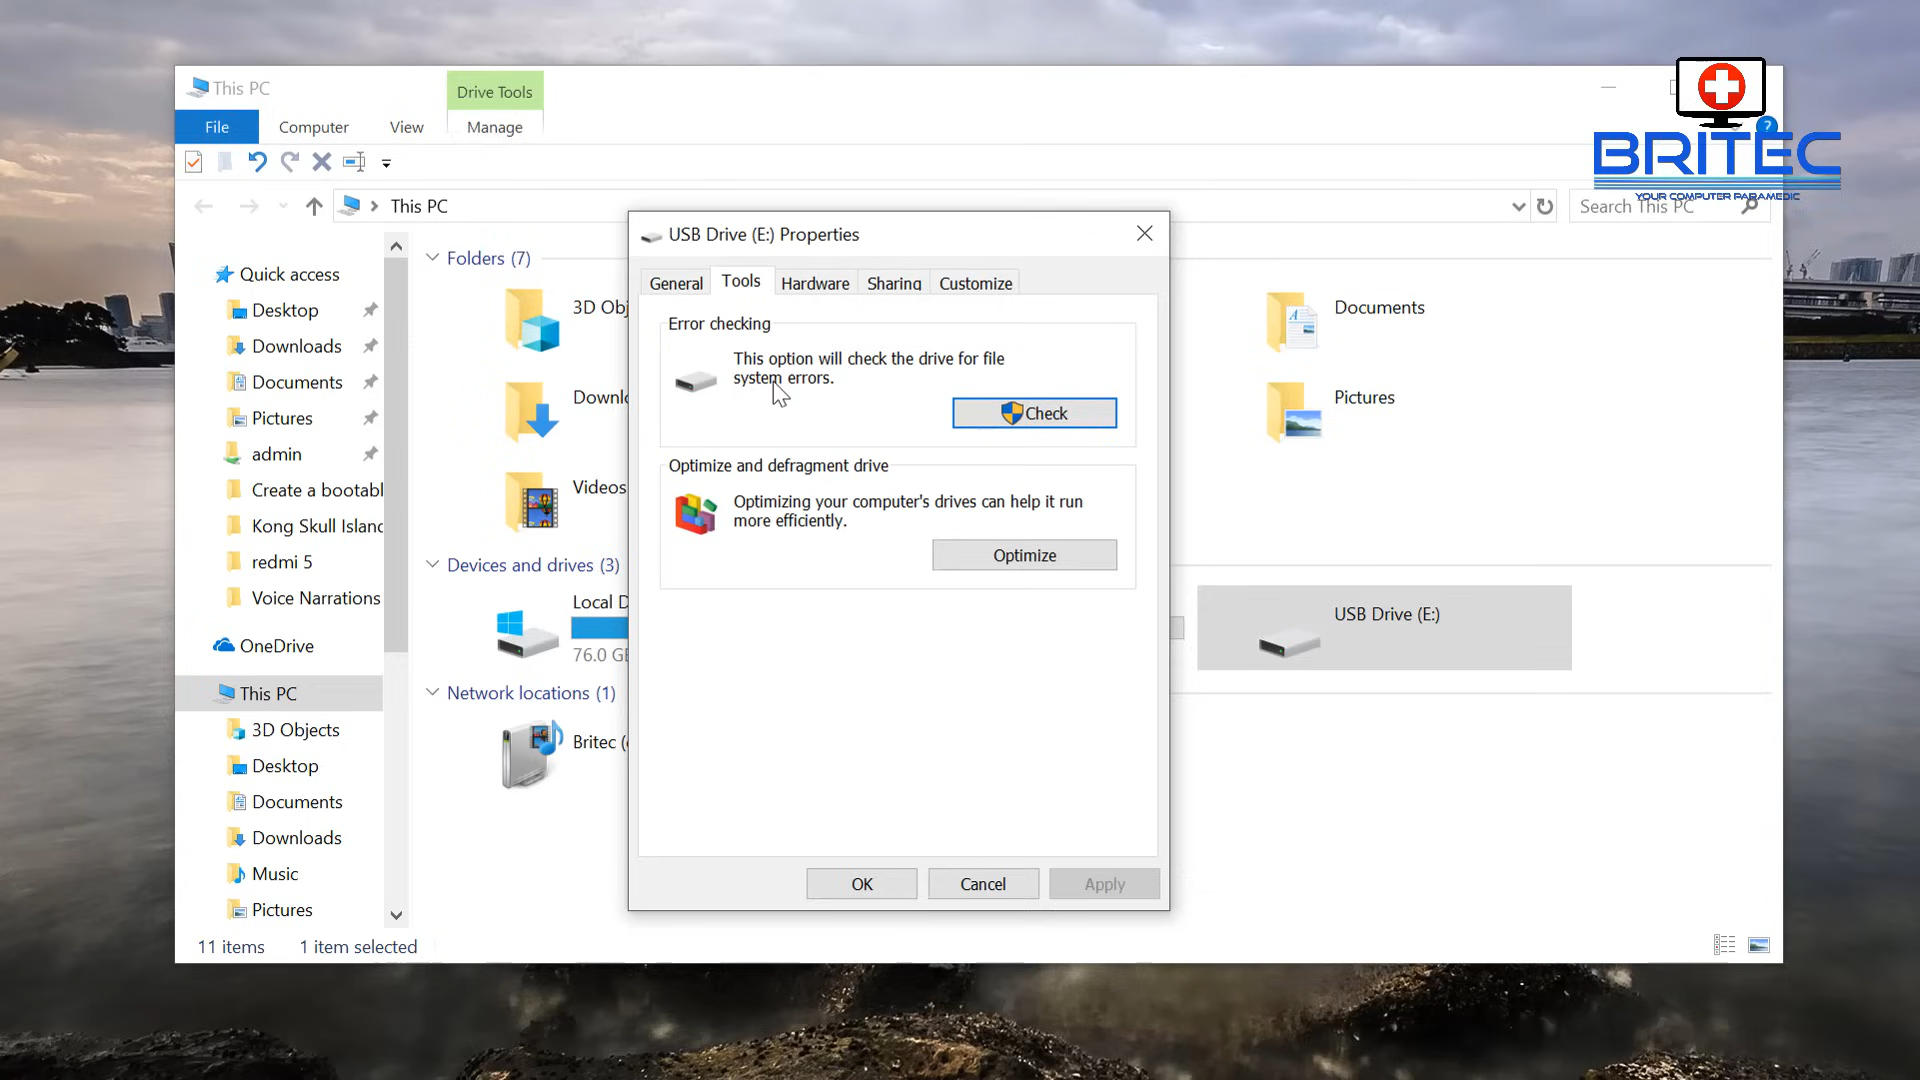 This PC
Drive Tools
File
Computer
View
Manage
BRITEC
YOUR COMPUTER PARAMEDIC
This PC
Search This PC
Quick access
Desktop
Downloads
Documents
Pictures
admin
Create a bootabl
Kong Skull Islanc
redmi 5
Voice Narrations
OneDrive
This PC
3D Objects
Desktop
Documents
Downloads
Music
Pictures
Folders (7)
3D Obj
Downlo
Videos
Documents
Pictures
Devices and drives (3)
Local D
76.0 GB
USB Drive (E:)
Network locations (1)
Britec (
USB Drive (E:) Properties
General
Tools
Hardware
Sharing
Customize
Error checking
This option will check the drive for file
system errors.
Check
Optimize and defragment drive
Optimizing your computer's drives can help it run
more efficiently.
Optimize
OK
Cancel
Apply
11 items
1 item selected